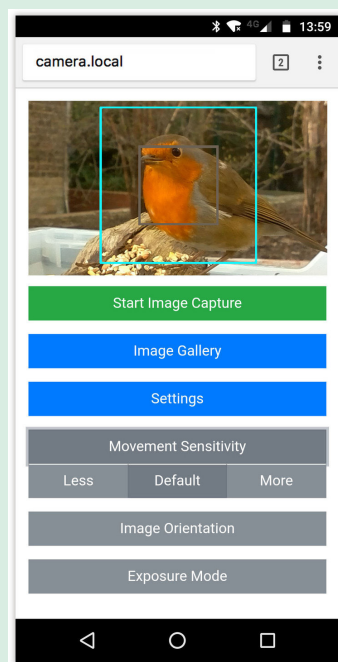 4G 13:59
camera.local 2
Start Image Capture
Image Gallery
Settings
Movement Sensitivity
Less Default More
Image Orientation
Exposure Mode